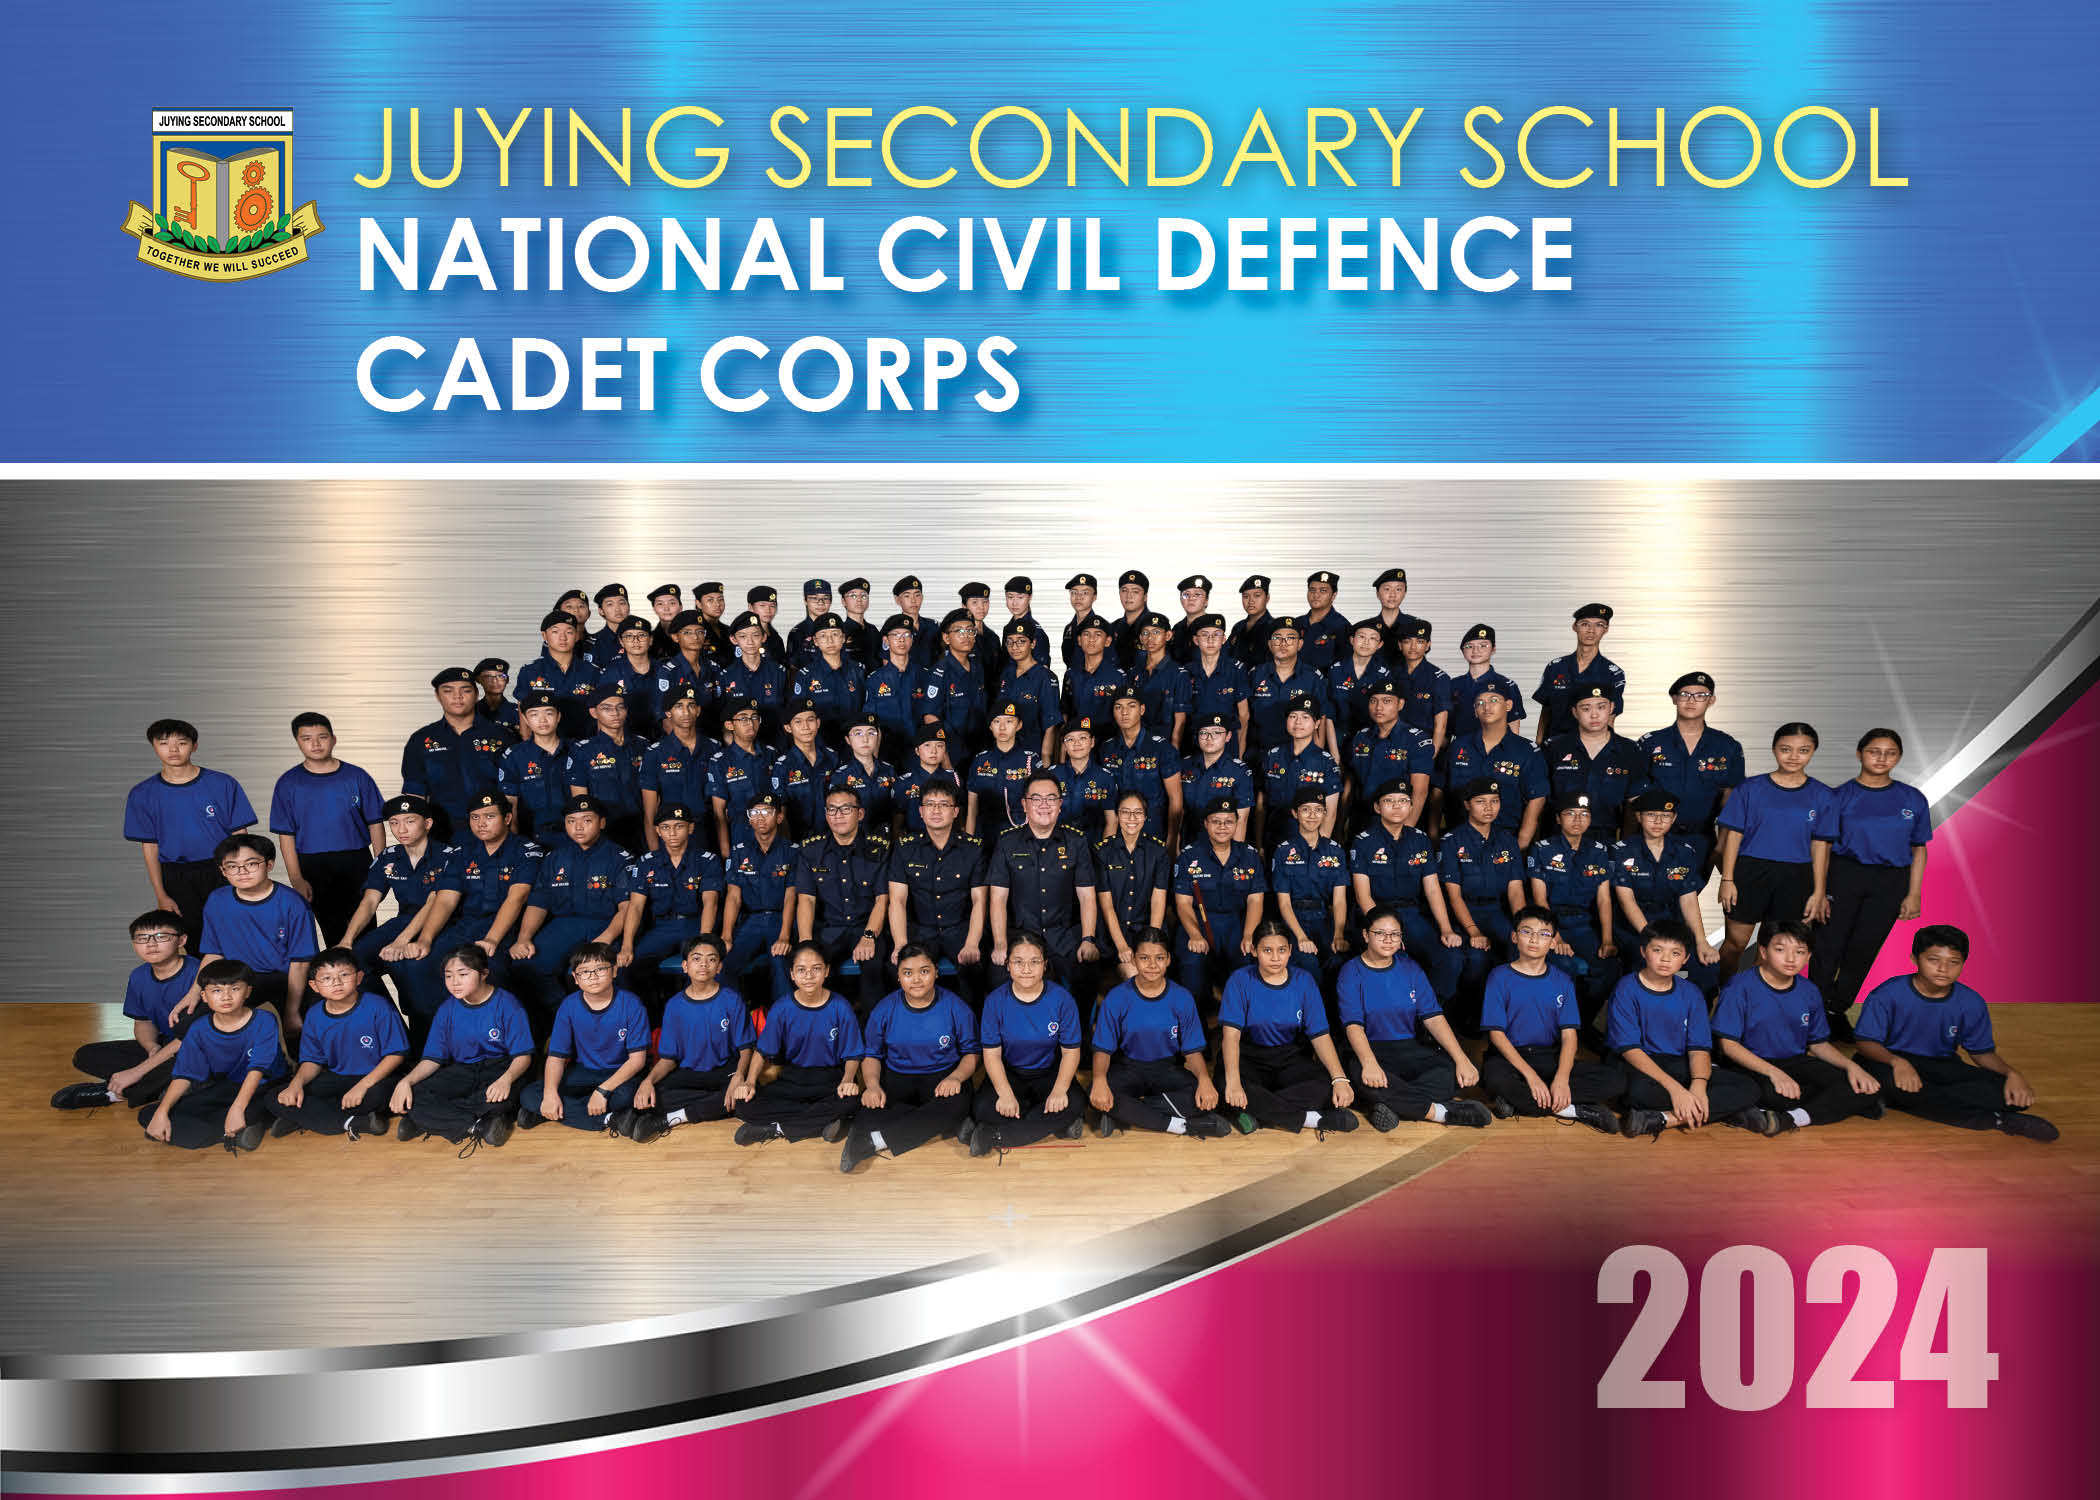 JUYING SECONDARY SCHOOL
TOGETHER WE WILL SUCCEED
JUYING SECONDARY SCHOOL
NATIONAL CIVIL DEFENCE
CADET CORPS
2024